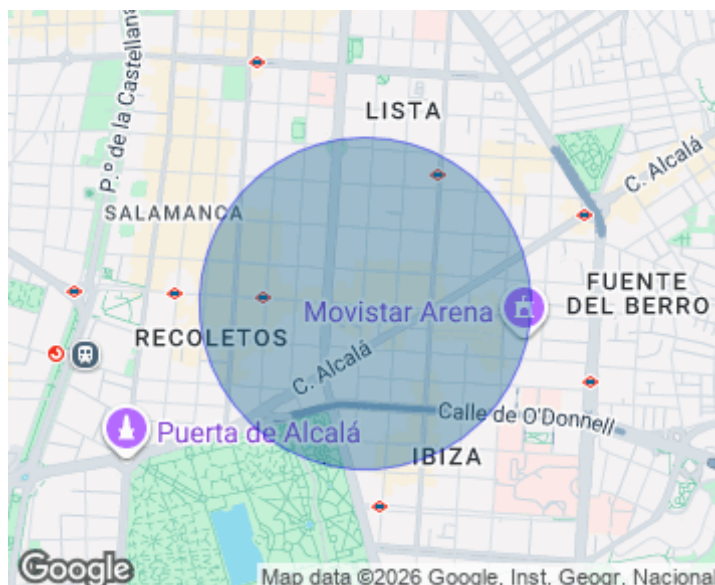 LISTA
P.º de la Castellana
C. Alcalá
SALAMANCA
FUENTE
DEL BERRO
Movistar Arena
RECOLETOS
C. Alcalá
Calle de O'Donnell
Puerta de Alcalá
IBIZA
Google
Map data ©2026 Google, Inst. Geogr. Nacional